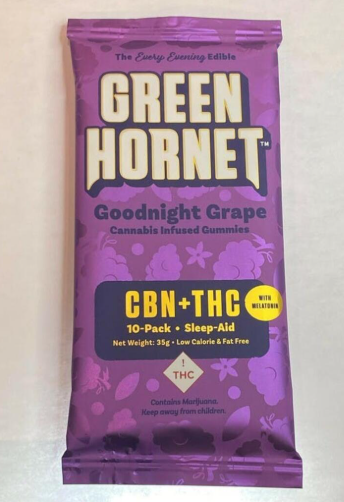 The Every Evening Edible
GREEN
HORNET™
Goodnight Grape
Cannabis Infused Gummies
CBN+THC
WITH
MELATONIN
10-Pack • Sleep-Aid
Net Weight: 35g • Low Calorie & Fat Free
!
THC
Contains Marijuana.
Keep away from children.